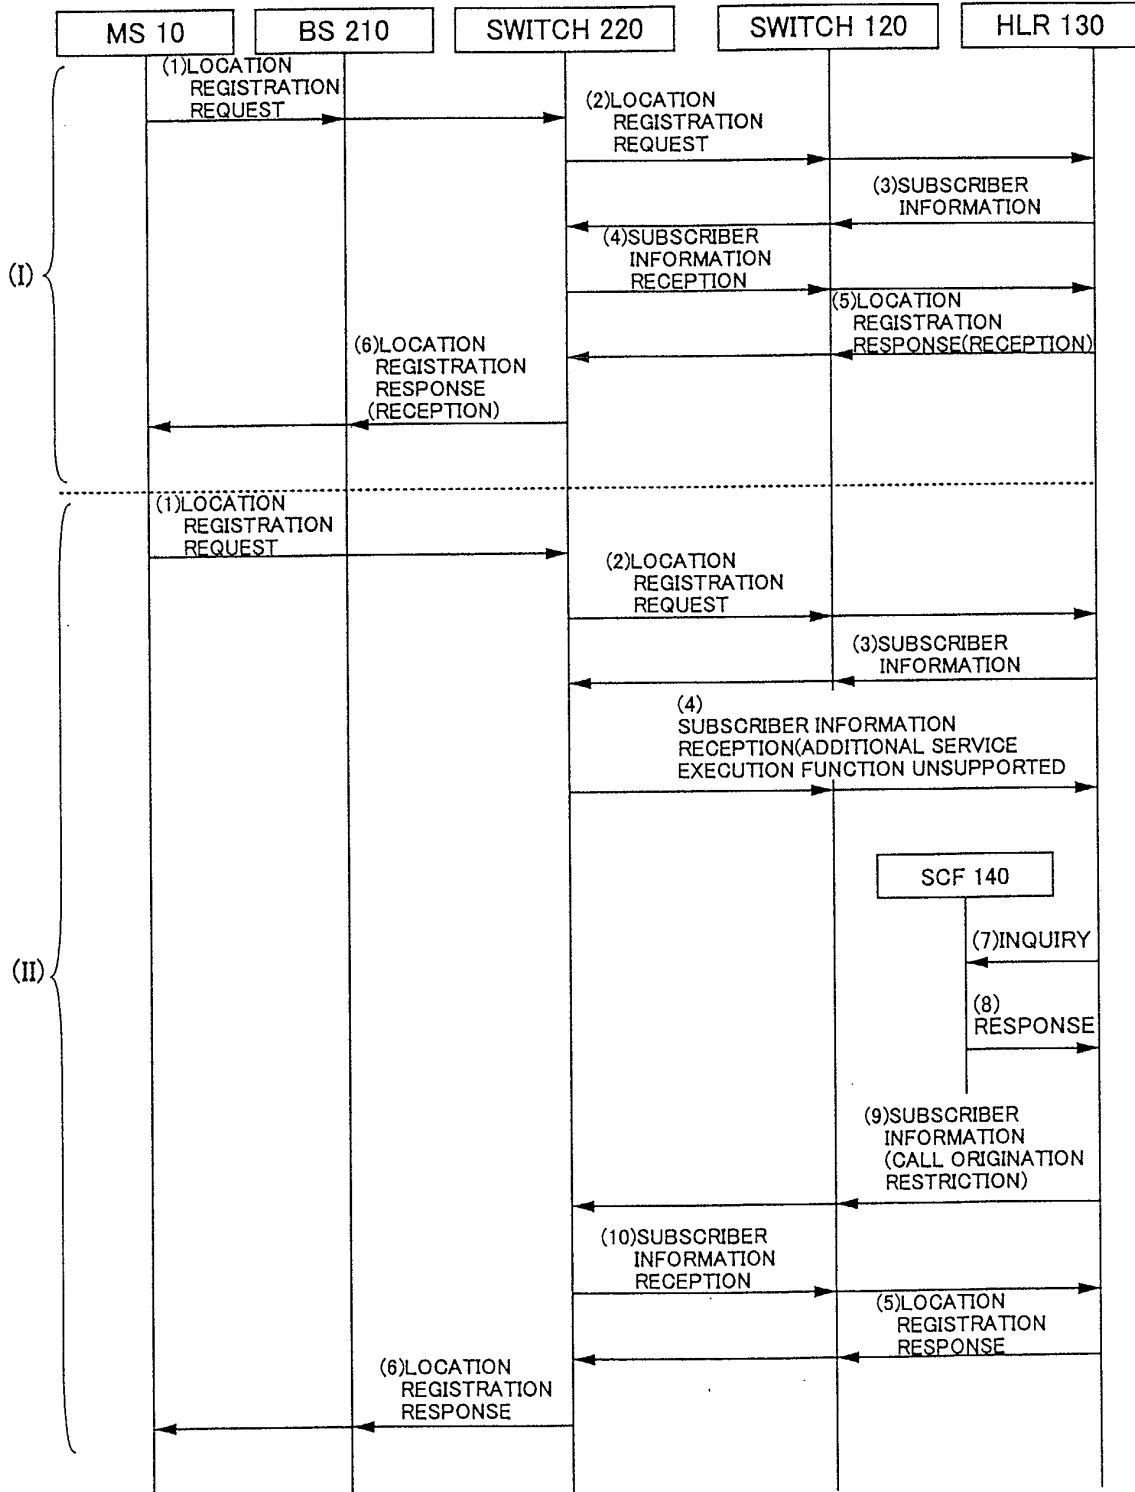 MS 10
BS 210
SWITCH 220
SWITCH 120
HLR 130
(1)LOCATION
REGISTRATION
REQUEST
(2)LOCATION
REGISTRATION
REQUEST
(3)SUBSCRIBER
INFORMATION
(4)SUBSCRIBER
INFORMATION
RECEPTION
(I)
(5)LOCATION
REGISTRATION
RESPONSE(RECEPTION)
(6)LOCATION
REGISTRATION
RESPONSE
(RECEPTION)
(1)LOCATION
REGISTRATION
REQUEST
(2)LOCATION
REGISTRATION
REQUEST
(3)SUBSCRIBER
INFORMATION
(4)
SUBSCRIBER INFORMATION
RECEPTION(ADDITIONAL SERVICE
EXECUTION FUNCTION UNSUPPORTED
SCF 140
(7)INQUIRY
(II)
(8)
RESPONSE
(9)SUBSCRIBER
INFORMATION
(CALL ORIGINATION
RESTRICTION)
(10)SUBSCRIBER
INFORMATION
RECEPTION
(5)LOCATION
REGISTRATION
RESPONSE
(6)LOCATION
REGISTRATION
RESPONSE